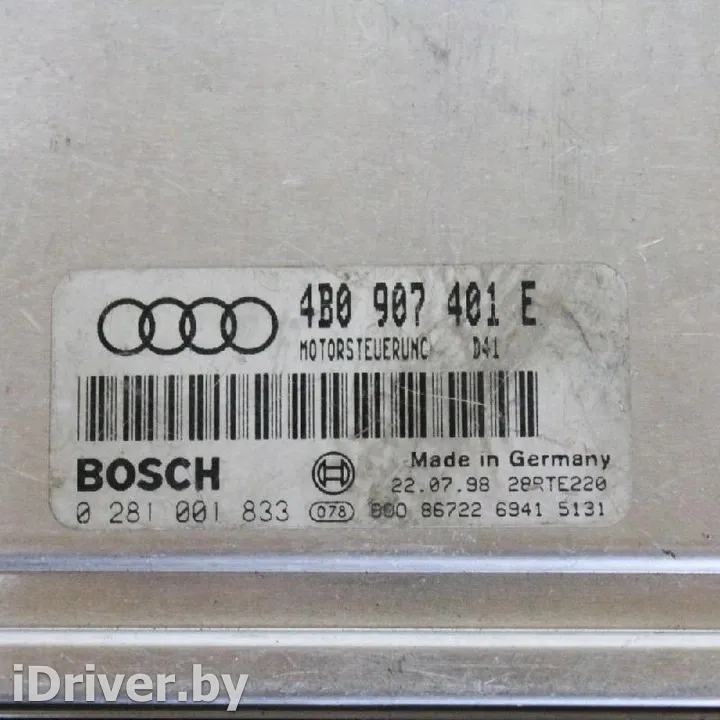 4B0 907 401 E
MOTORSTEUERUNG D41
BOSCH
Made in Germany
22.07.98 28RTE220
0 281 001 833 078 86722 6941 5131
iDriver.by